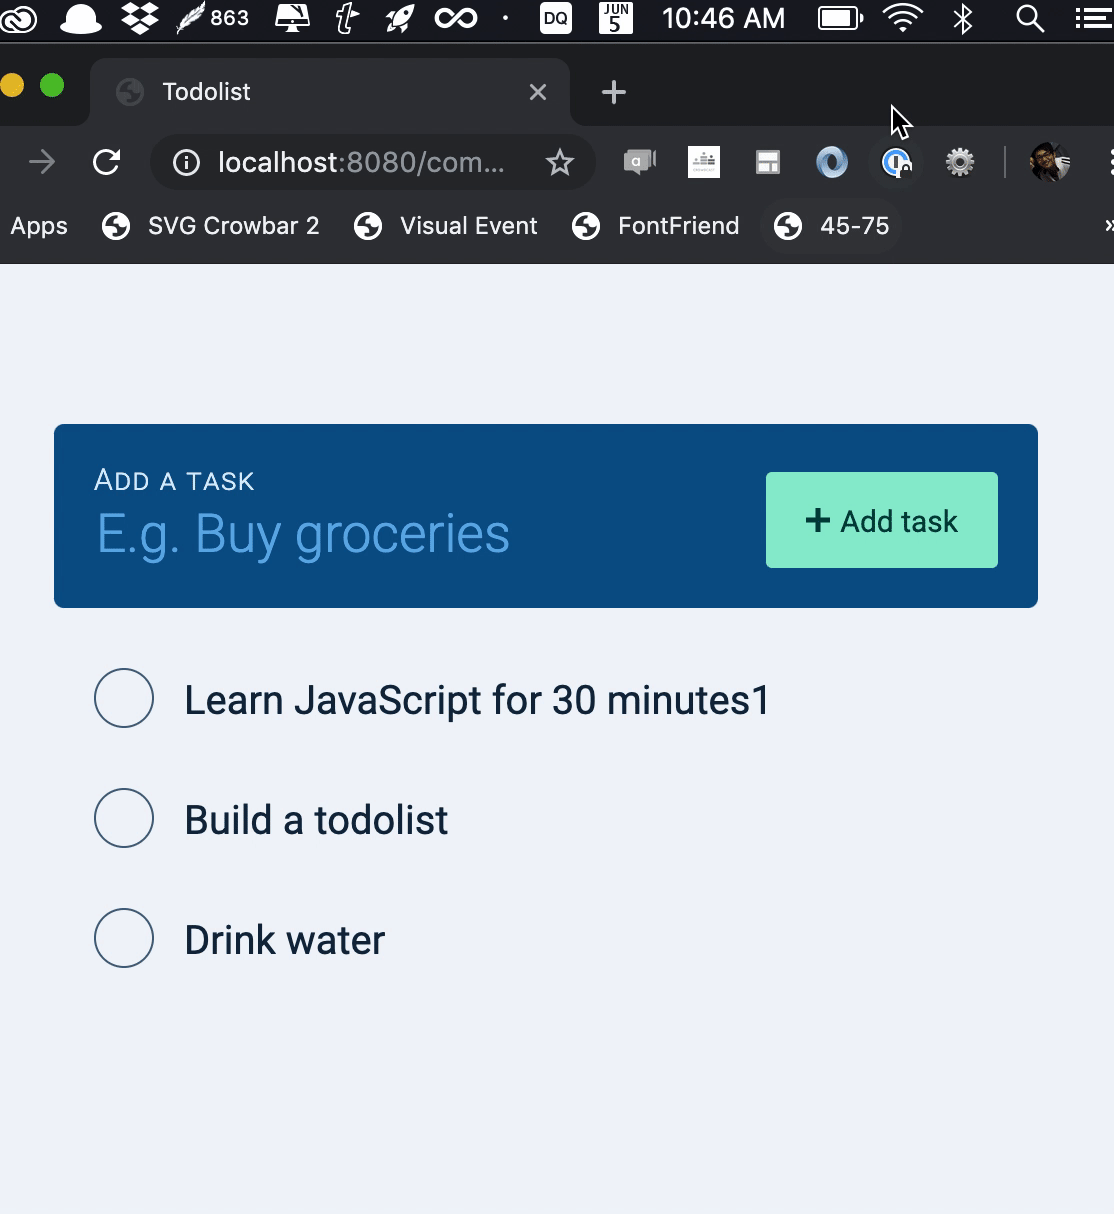 863 DQ JUN 5 10:46 AM
Todolist
localhost:8080/com...
a
Apps SVG Crowbar 2 Visual Event FontFriend 45-75 »
ADD A TASK
E.g. Buy groceries
+ Add task
Learn JavaScript for 30 minutes1
Build a todolist
Drink water